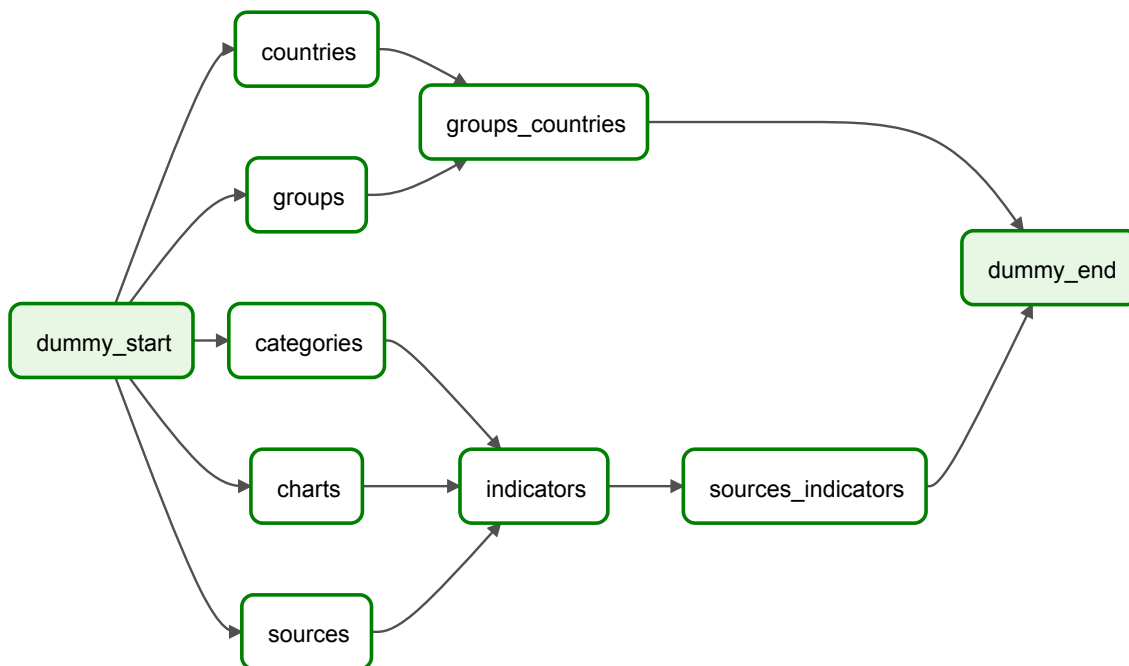 countries
groups_countries
groups
dummy_end
dummy_start
categories
charts
indicators
sources_indicators
sources